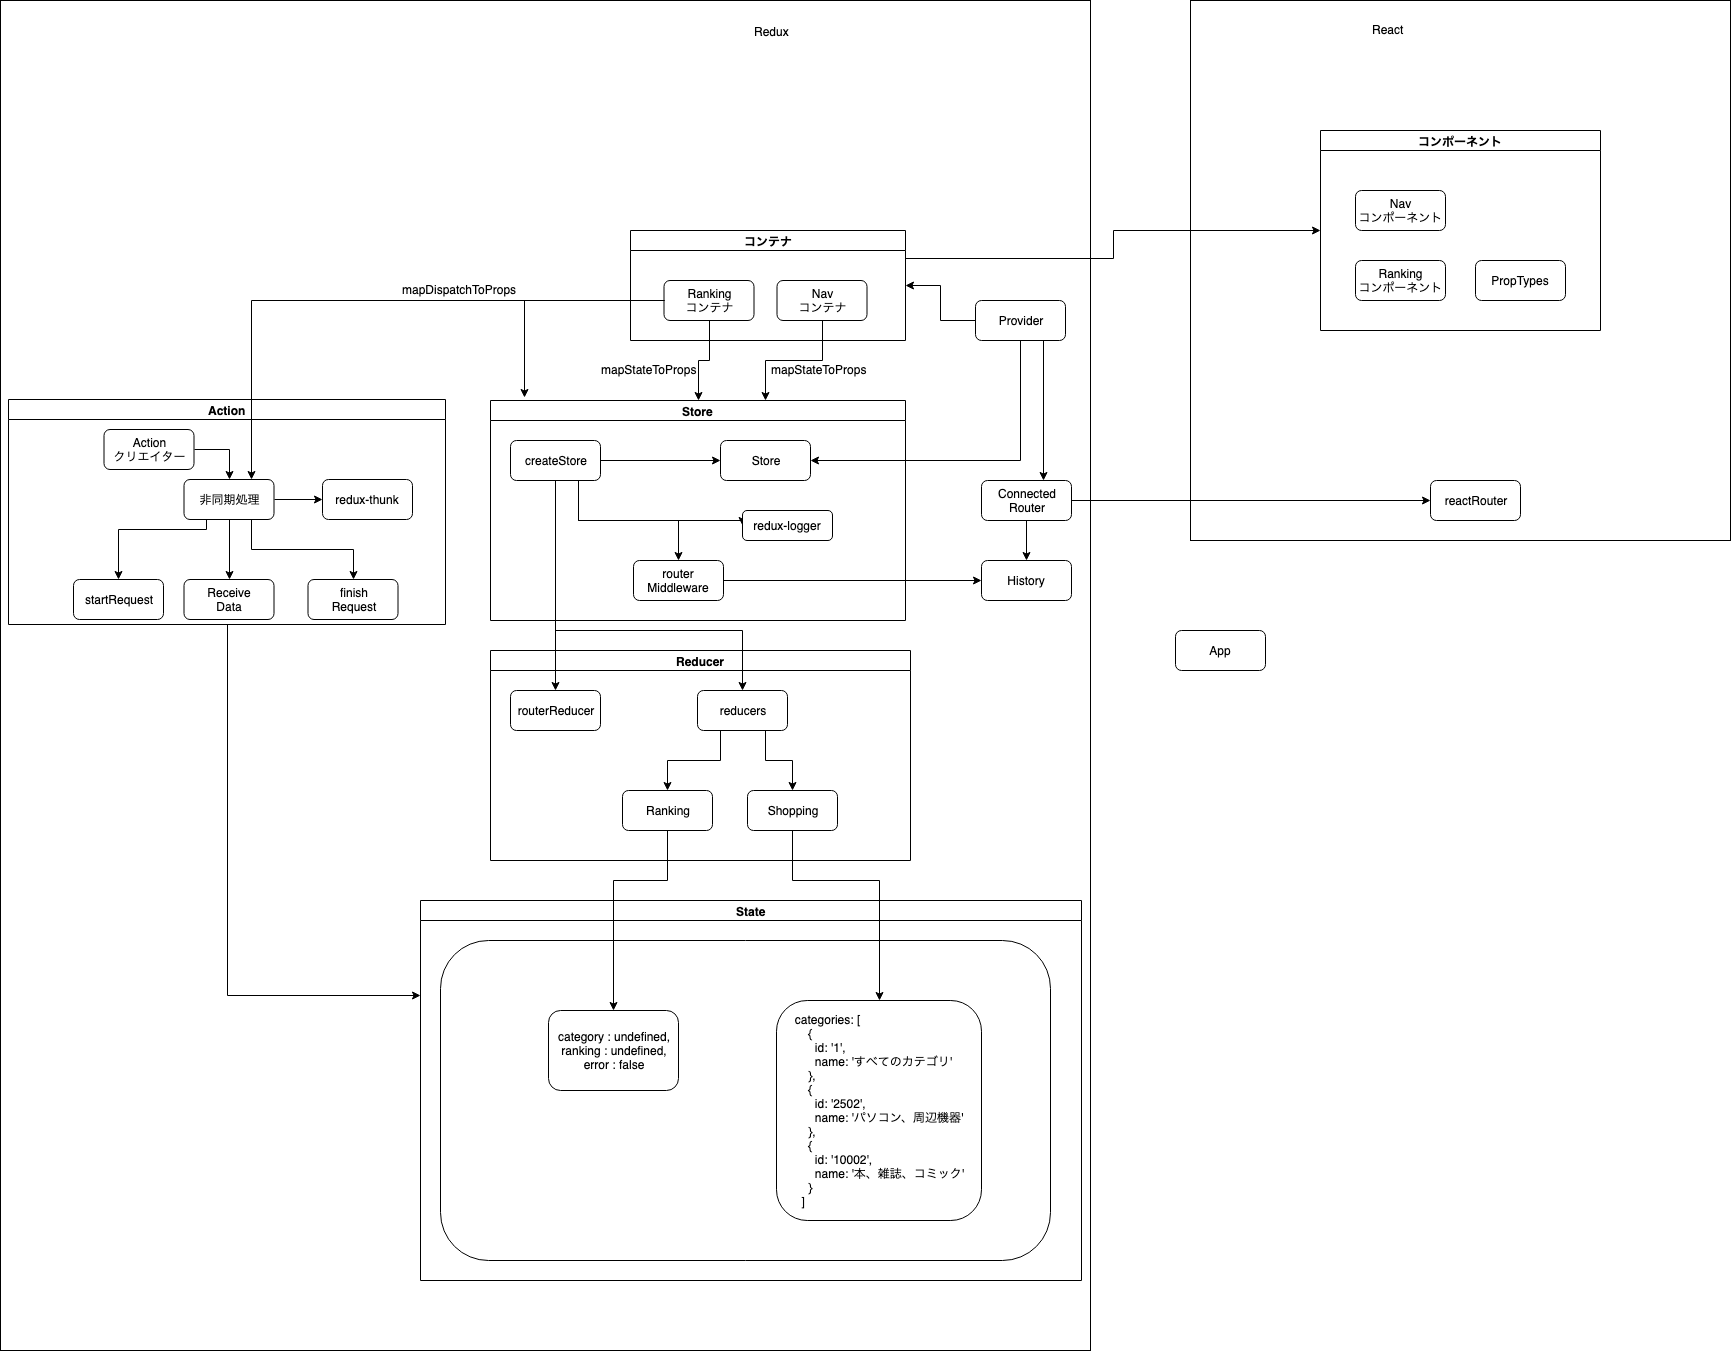 Redux
React
コンポーネント
Nav
コンポーネント
Ranking
コンポーネント
PropTypes
コンテナ
Ranking
コンテナ
Nav
コンテナ
mapDispatchToProps
Provider
mapStateToProps
mapStateToProps
Action
Action
クリエイター
非同期処理
redux-thunk
startRequest
Receive
Data
finish
Request
Store
createStore
Store
redux-logger
router
Middleware
Connected
Router
History
reactRouter
App
Reducer
routerReducer
reducers
Ranking
Shopping
State
category : undefined,
ranking : undefined,
error : false
categories: [
{
id: '1',
name: 'すべてのカテゴリ'
},
{
id: '2502',
name: 'パソコン、周辺機器'
},
{
id: '10002',
name: '本、雑誌、コミック'
}
]